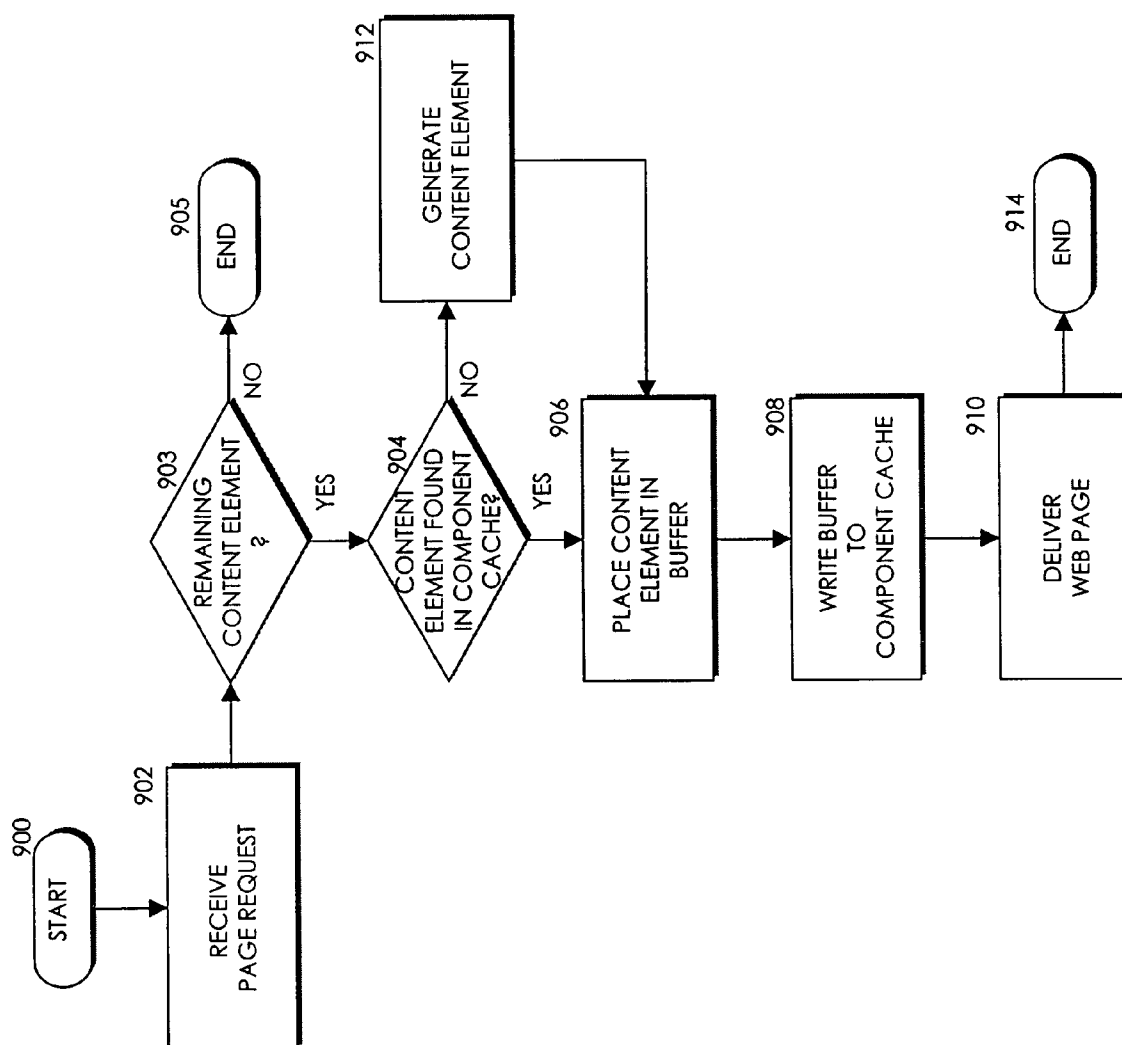 900
START
902
RECEIVE
PAGE REQUEST
903
REMAINING
CONTENT ELEMENT
?
NO
905
END
YES
904
CONTENT
ELEMENT FOUND
IN COMPONENT
CACHE?
NO
912
GENERATE
CONTENT ELEMENT
YES
906
PLACE CONTENT
ELEMENT IN
BUFFER
908
WRITE BUFFER
TO
COMPONENT CACHE
910
DELIVER
WEB PAGE
914
END